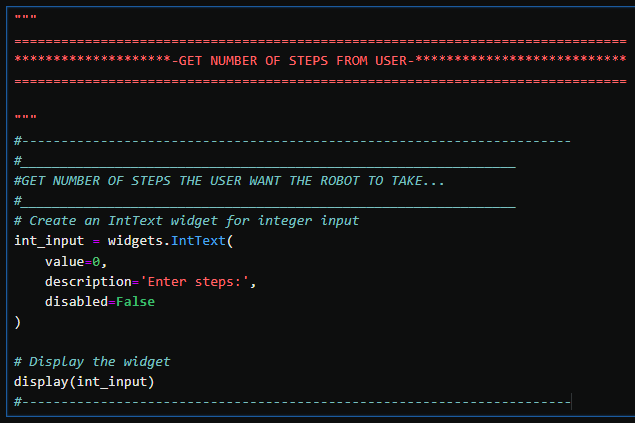 """
===============================================================================
********************-GET NUMBER OF STEPS FROM USER-***************************
===============================================================================
"""
#----------------------------------------------------------------------
#_______________________________________________________________
#GET NUMBER OF STEPS THE USER WANT THE ROBOT TO TAKE...
#_______________________________________________________________
# Create an IntText widget for integer input
int_input = widgets.IntText(
    value=0,
    description='Enter steps:',
    disabled=False
)
# Display the widget
display(int_input)
#----------------------------------------------------------------------